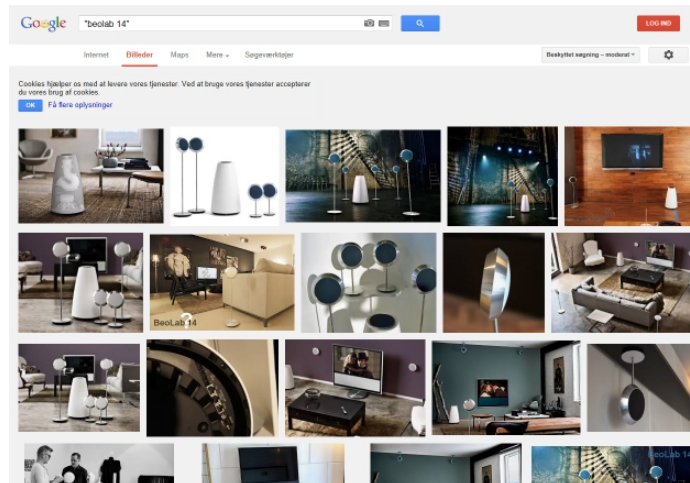 Google
"beolab 14"
LOG IND
Internet Billeder Maps Mere Søgeværktøjer
Beskyttet søgning – moderat
Cookies hjælper os med at levere vores tjenester. Ved at bruge vores tjenester accepterer
du vores brug af cookies.
OK Få flere oplysninger
BeoLab 14
BeoLab 14